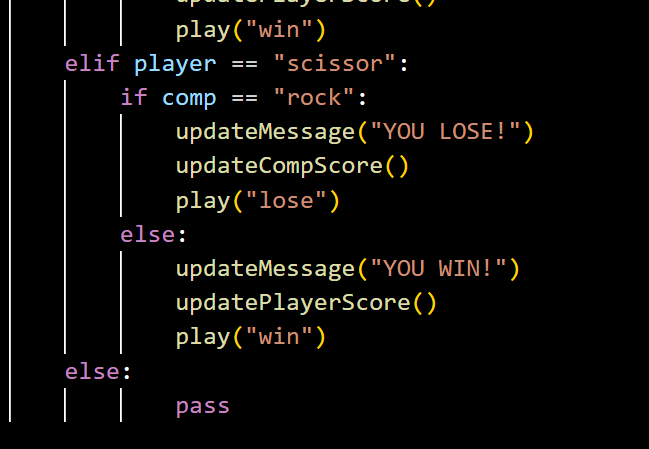 updatePlayerScore()
play("win")
elif player == "scissor":
if comp == "rock":
updateMessage("YOU LOSE!")
updateCompScore()
play("lose")
else:
updateMessage("YOU WIN!")
updatePlayerScore()
play("win")
else:
pass